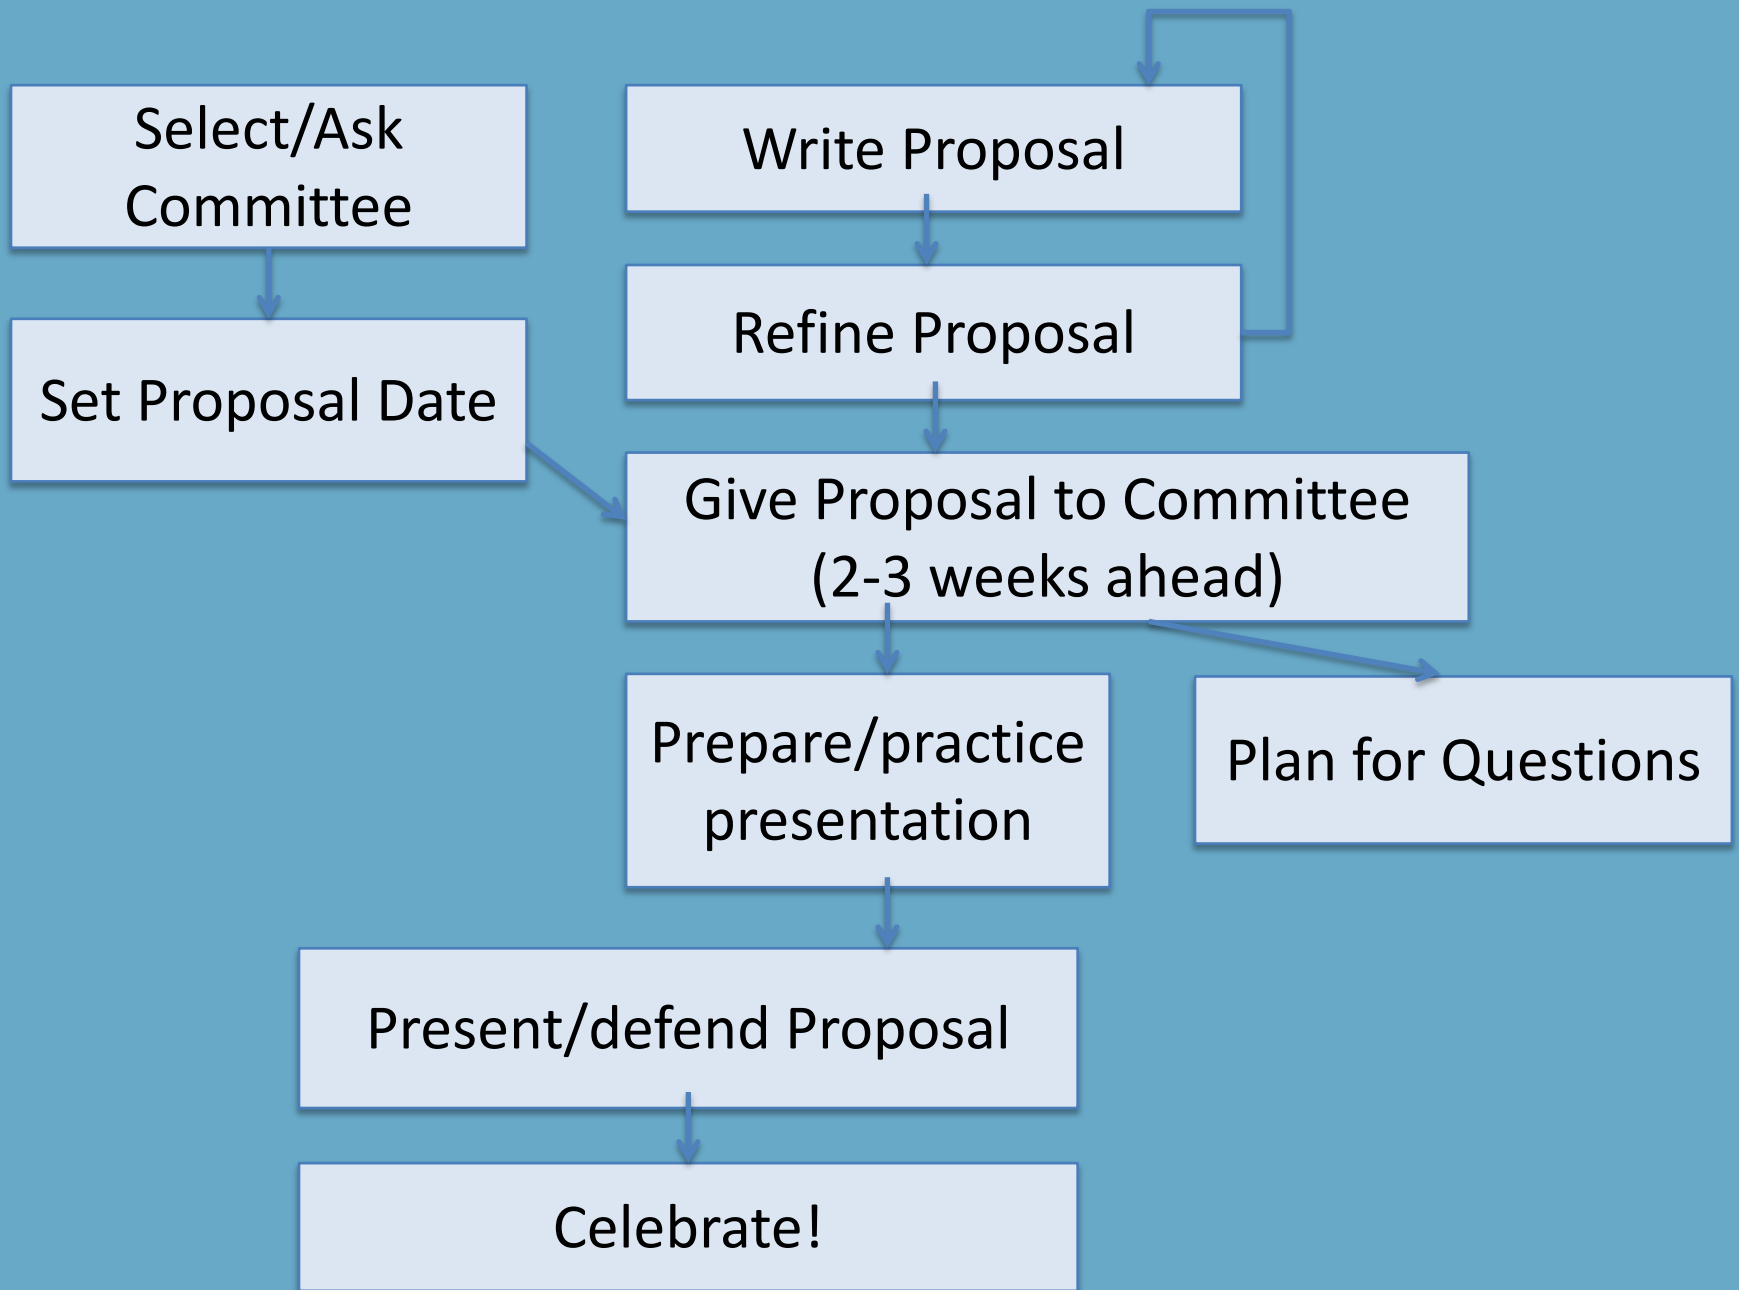 Select/Ask
Committee
Write Proposal
Refine Proposal
Set Proposal Date
Give Proposal to Committee
(2-3 weeks ahead)
Prepare/practice
presentation
Plan for Questions
Present/defend Proposal
Celebrate!